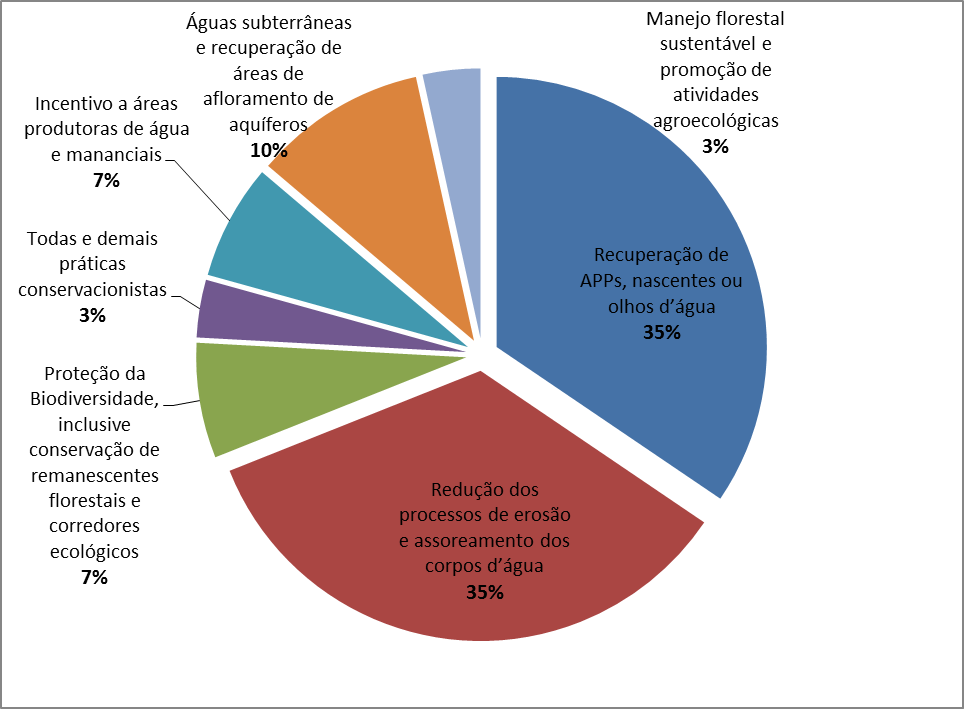 Águas subterrâneas
e recuperação de
áreas de
afloramento de
aquíferos
10%
Manejo florestal
sustentável e
promoção de
atividades
agroecológicas
3%
Incentivo a áreas
produtoras de água
e mananciais
7%
Todas e demais
práticas
conservacionistas
3%
Recuperação de
APPs, nascentes ou
olhos d’água
35%
Proteção da
Biodiversidade,
inclusive
conservação de
remanescentes
florestais e
corredores
ecológicos
7%
Redução dos
processos de erosão
e assoreamento dos
corpos d’água
35%